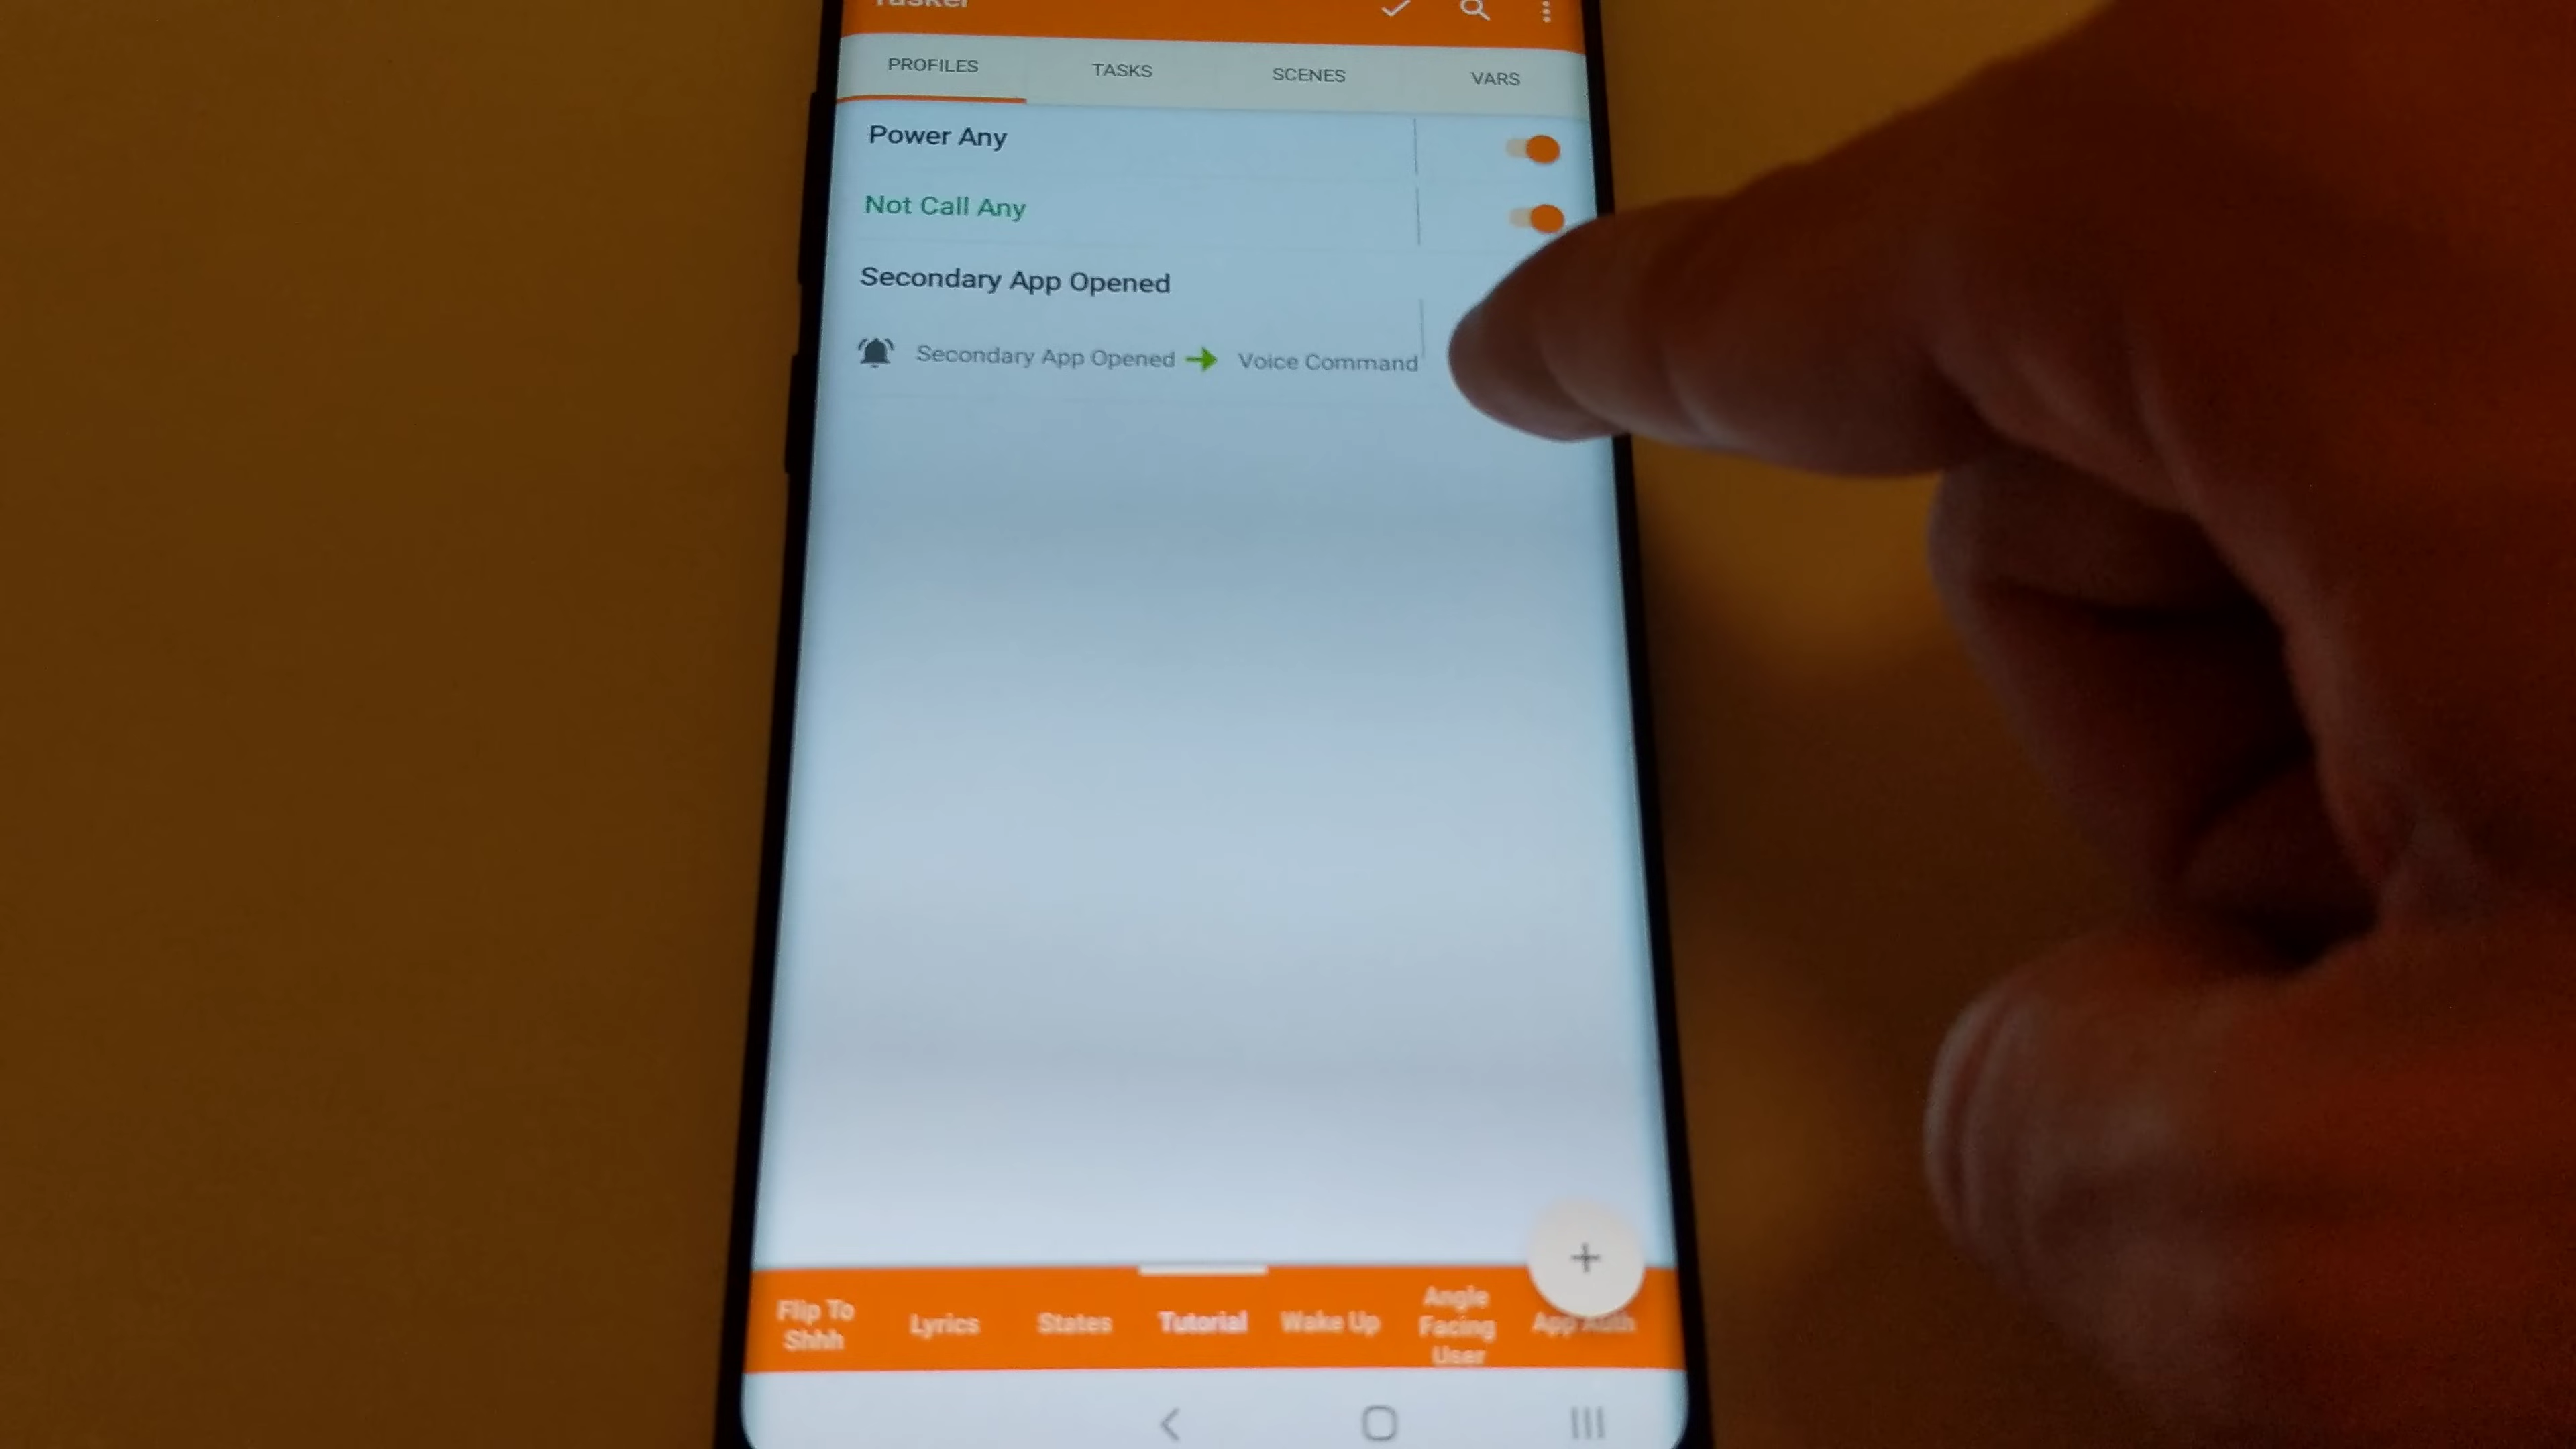 Tasker
PROFILES TASKS SCENES VARS
Power Any
Not Call Any
Secondary App Opened
Secondary App Opened Voice Command
Flip To Shhh
Lyrics
States
Tutorial
Wake Up
Angle Facing User
App Auth